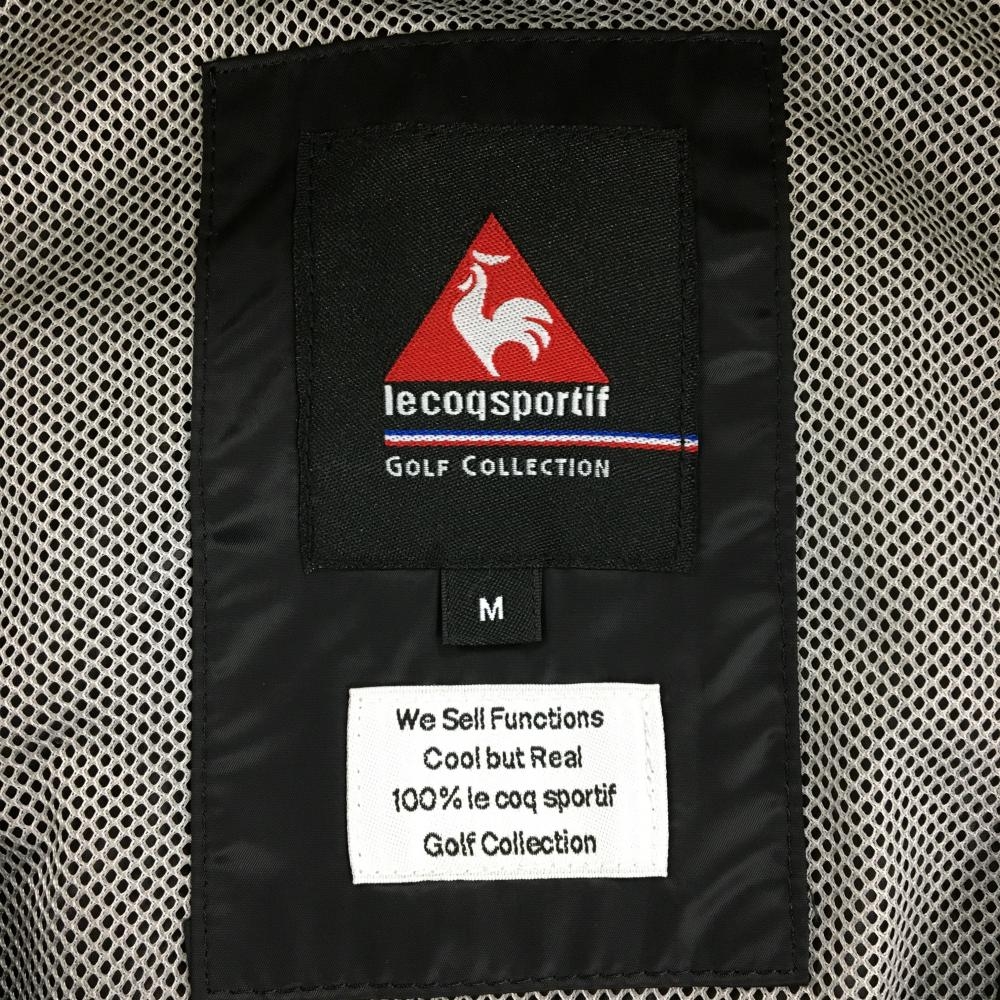 lecoqsportif
GOLF COLLECTION
M
We Sell Functions
Cool but Real
100% le coq sportif
Golf Collection